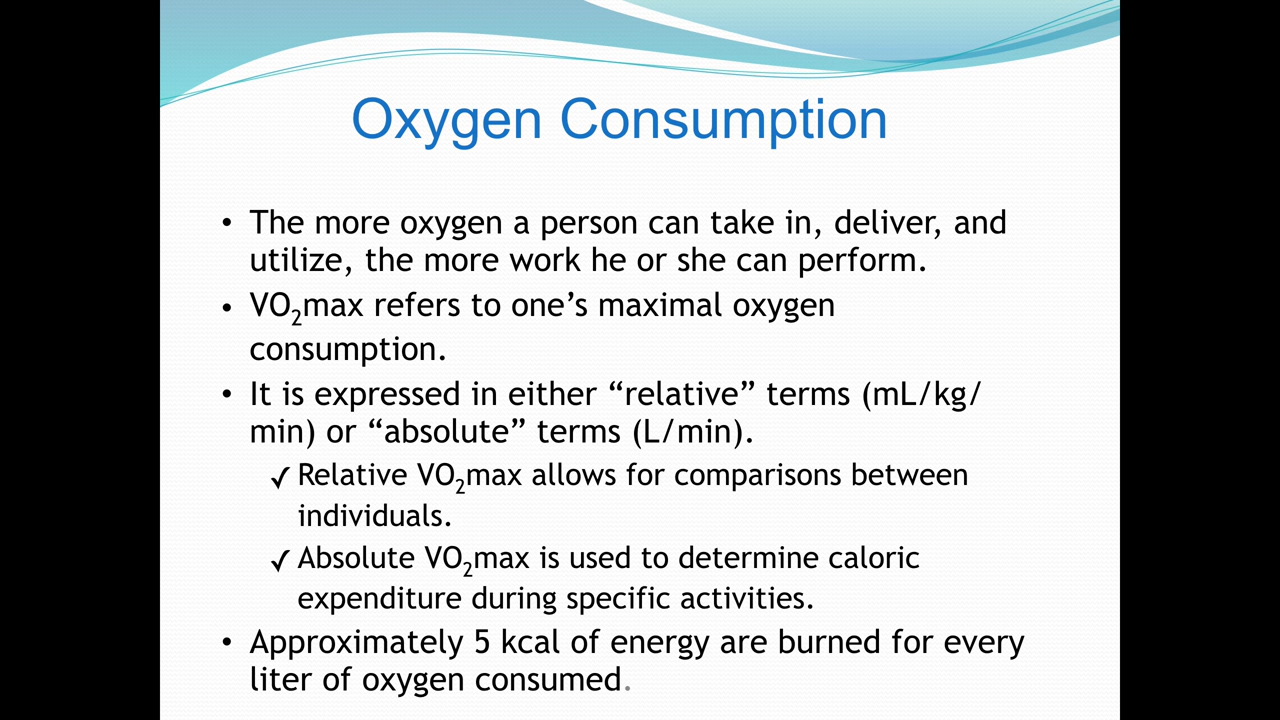 Oxygen Consumption
• The more oxygen a person can take in, deliver, and
utilize, the more work he or she can perform.
• VO₂max refers to one’s maximal oxygen
consumption.
• It is expressed in either “relative” terms (mL/kg/
min) or “absolute” terms (L/min).
✓ Relative VO₂max allows for comparisons between
individuals.
✓ Absolute VO₂max is used to determine caloric
expenditure during specific activities.
• Approximately 5 kcal of energy are burned for every
liter of oxygen consumed.